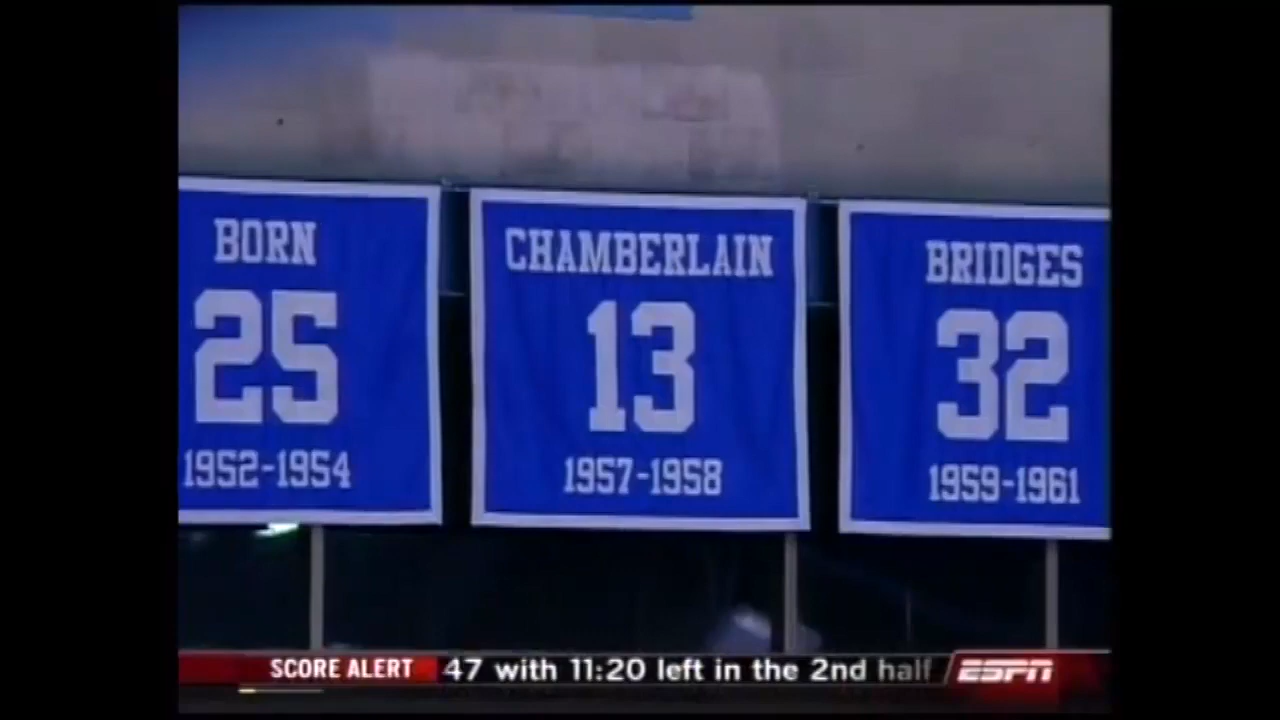 BORN
25
1952-1954
CHAMBERLAIN
13
1957-1958
BRIDGES
32
1959-1961
SCORE ALERT 47 with 11:20 left in the 2nd half ESPN